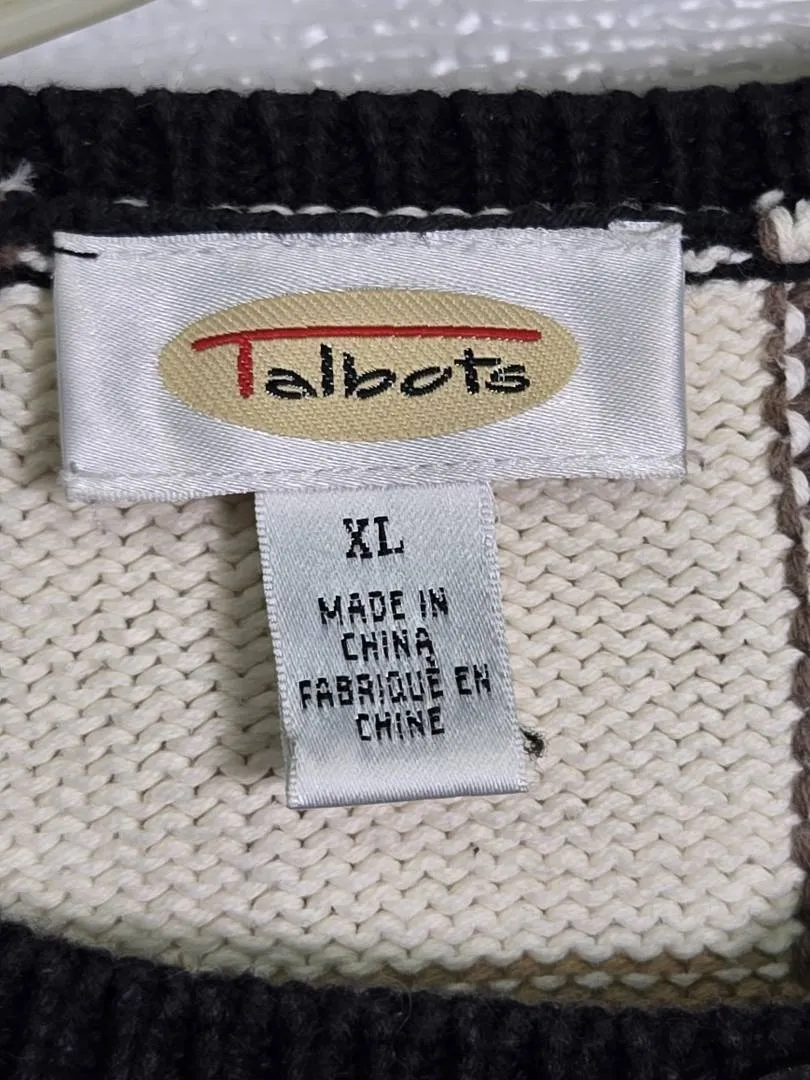 Talbots
XL
MADE IN
CHINA
FABRIQUÉ EN
CHINE